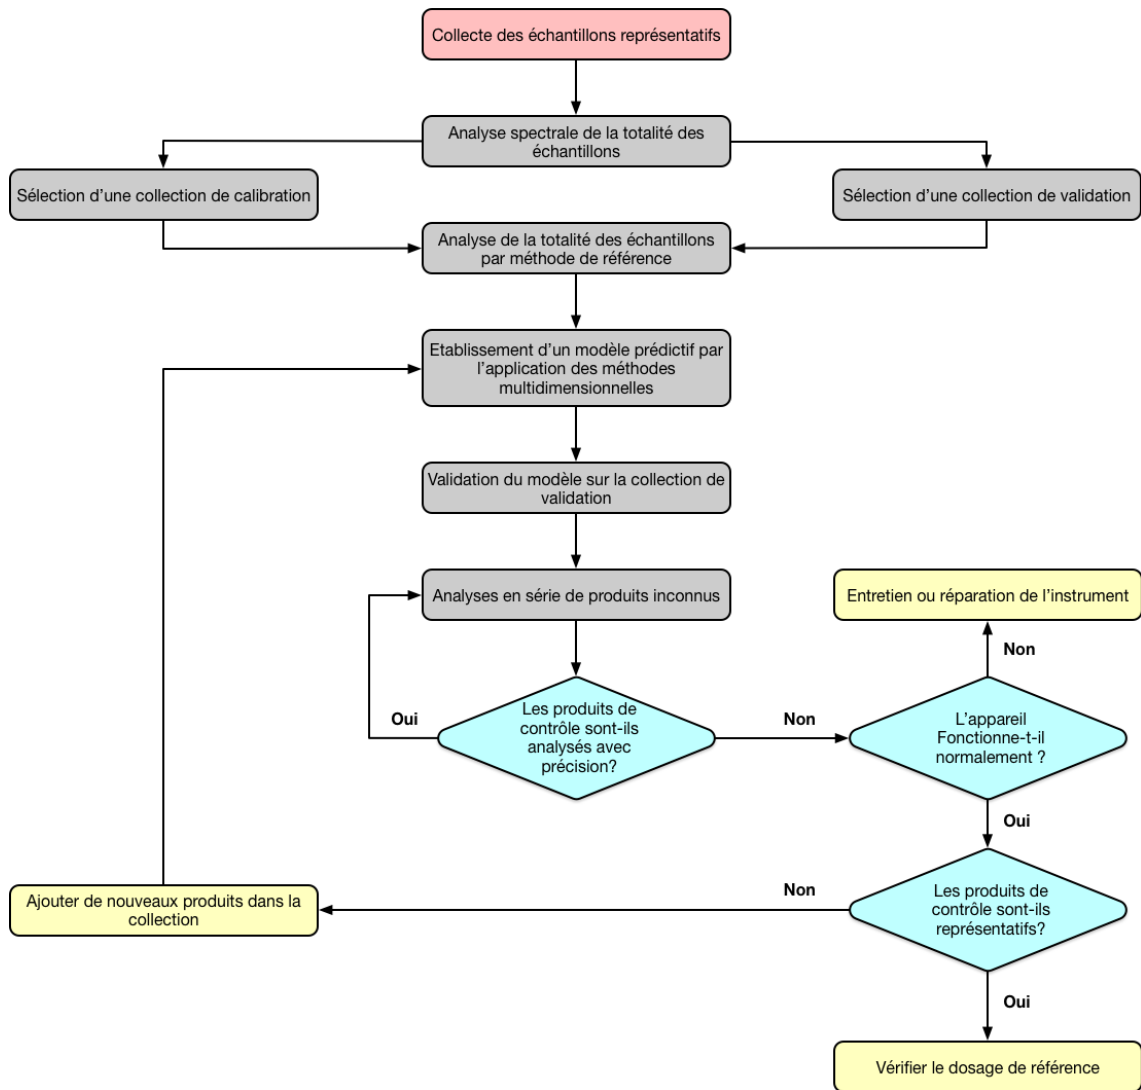 Collecte des échantillons représentatifs
Analyse spectrale de la totalité des
échantillons
Sélection d'une collection de calibration
Sélection d'une collection de validation
Analyse de la totalité des échantillons
par méthode de référence
Etablissement d'un modèle prédictif par
l'application des méthodes
multidimensionnelles
Validation du modèle sur la collection de
validation
Analyses en série de produits inconnus
Entretien ou réparation de l'instrument
Non
Oui
Les produits de
contrôle sont-ils
analysés avec
précision?
Non
L'appareil
Fonctionne-t-il
normalement ?
Oui
Ajouter de nouveaux produits dans la
collection
Non
Les produits de
contrôle sont-ils
représentatifs?
Oui
Vérifier le dosage de référence